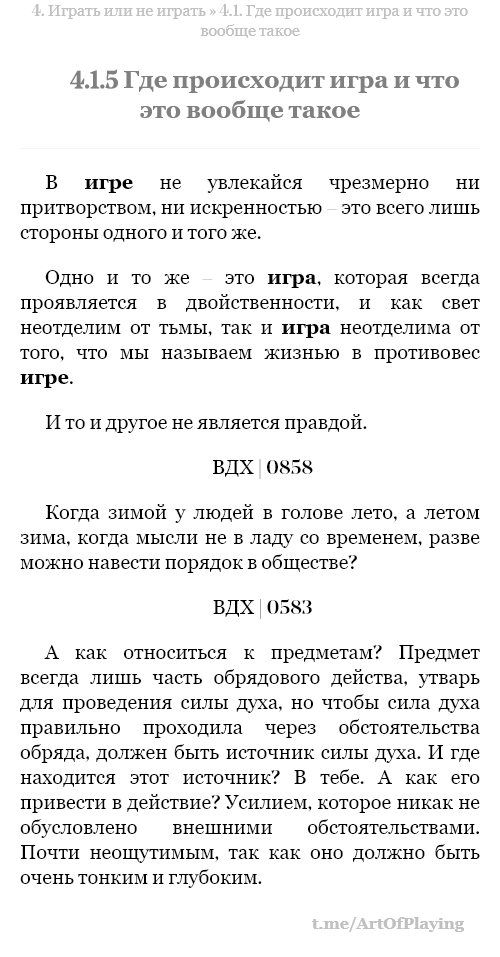 4. Играть или не играть » 4.1. Где происходит игра и что это
вообще такое
4.1.5 Где происходит игра и что
это вообще такое
В игре не увлекайся чрезмерно ни
притворством, ни искренностью – это всего лишь
стороны одного и того же.
Одно и то же – это игра, которая всегда
проявляется в двойственности, и как свет
неотделим от тьмы, так и игра неотделима от
того, что мы называем жизнью в противовес
игре.
И то и другое не является правдой.
ВДХ | 0858
Когда зимой у людей в голове лето, а летом
зима, когда мысли не в ладу со временем, разве
можно навести порядок в обществе?
ВДХ | 0583
А как относиться к предметам? Предмет
всегда лишь часть обрядового действа, утварь
для проведения силы духа, но чтобы сила духа
правильно проходила через обстоятельства
обряда, должен быть источник силы духа. И где
находится этот источник? В тебе. А как его
привести в действие? Усилием, которое никак не
обусловлено внешними обстоятельствами.
Почти неощутимым, так как оно должно быть
очень тонким и глубоким.
t.me/ArtOfPlaying